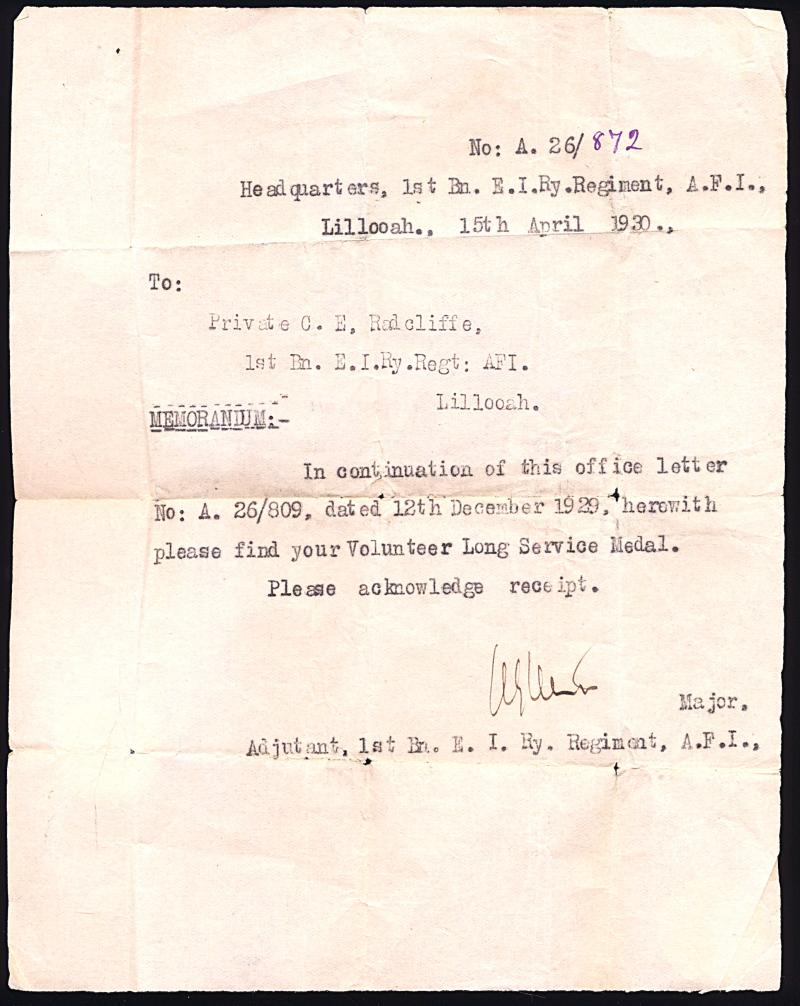 No: A. 26/872
Headquarters, 1st Bn. E.I.Ry.Regiment, A.F.I.,
Lillooah., 15th April 1930.,
To:
Private C. E, Radcliffe,
1st Bn. E.I.Ry.Regt: AFI.
Lillooah.
MEMORANDUM:-
In continuation of this office letter
No: A. 26/809, dated 12th December 1929, herewith
please find your Volunteer Long Service Medal.
Please acknowledge receipt.
Major,
Adjutant, 1st Bn. E. I. Ry. Regiment, A.F.I.,